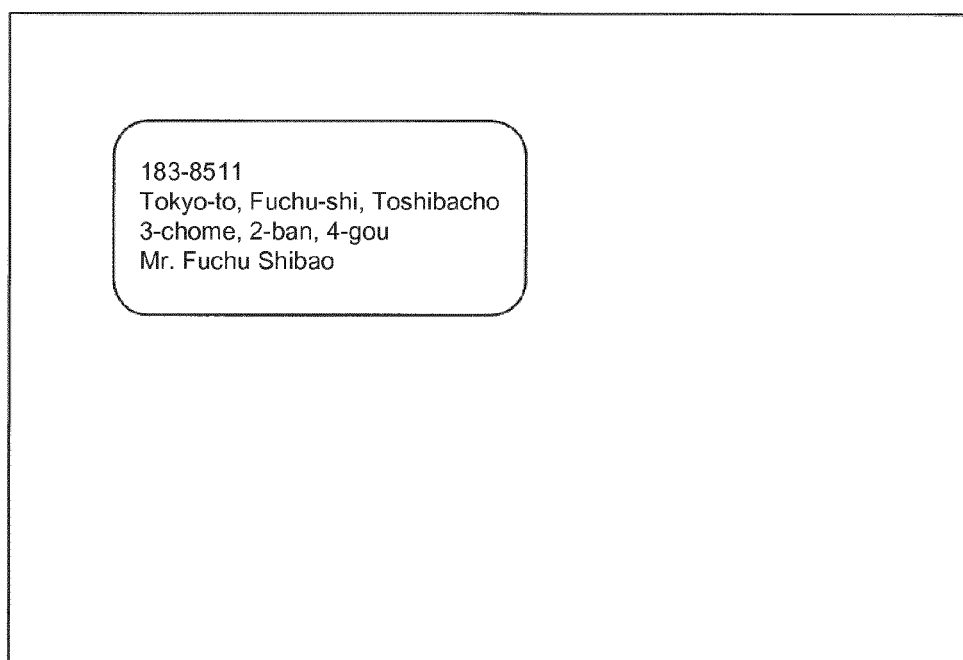 183-8511
Tokyo-to, Fuchu-shi, Toshibacho
3-chome, 2-ban, 4-gou
Mr. Fuchu Shibao